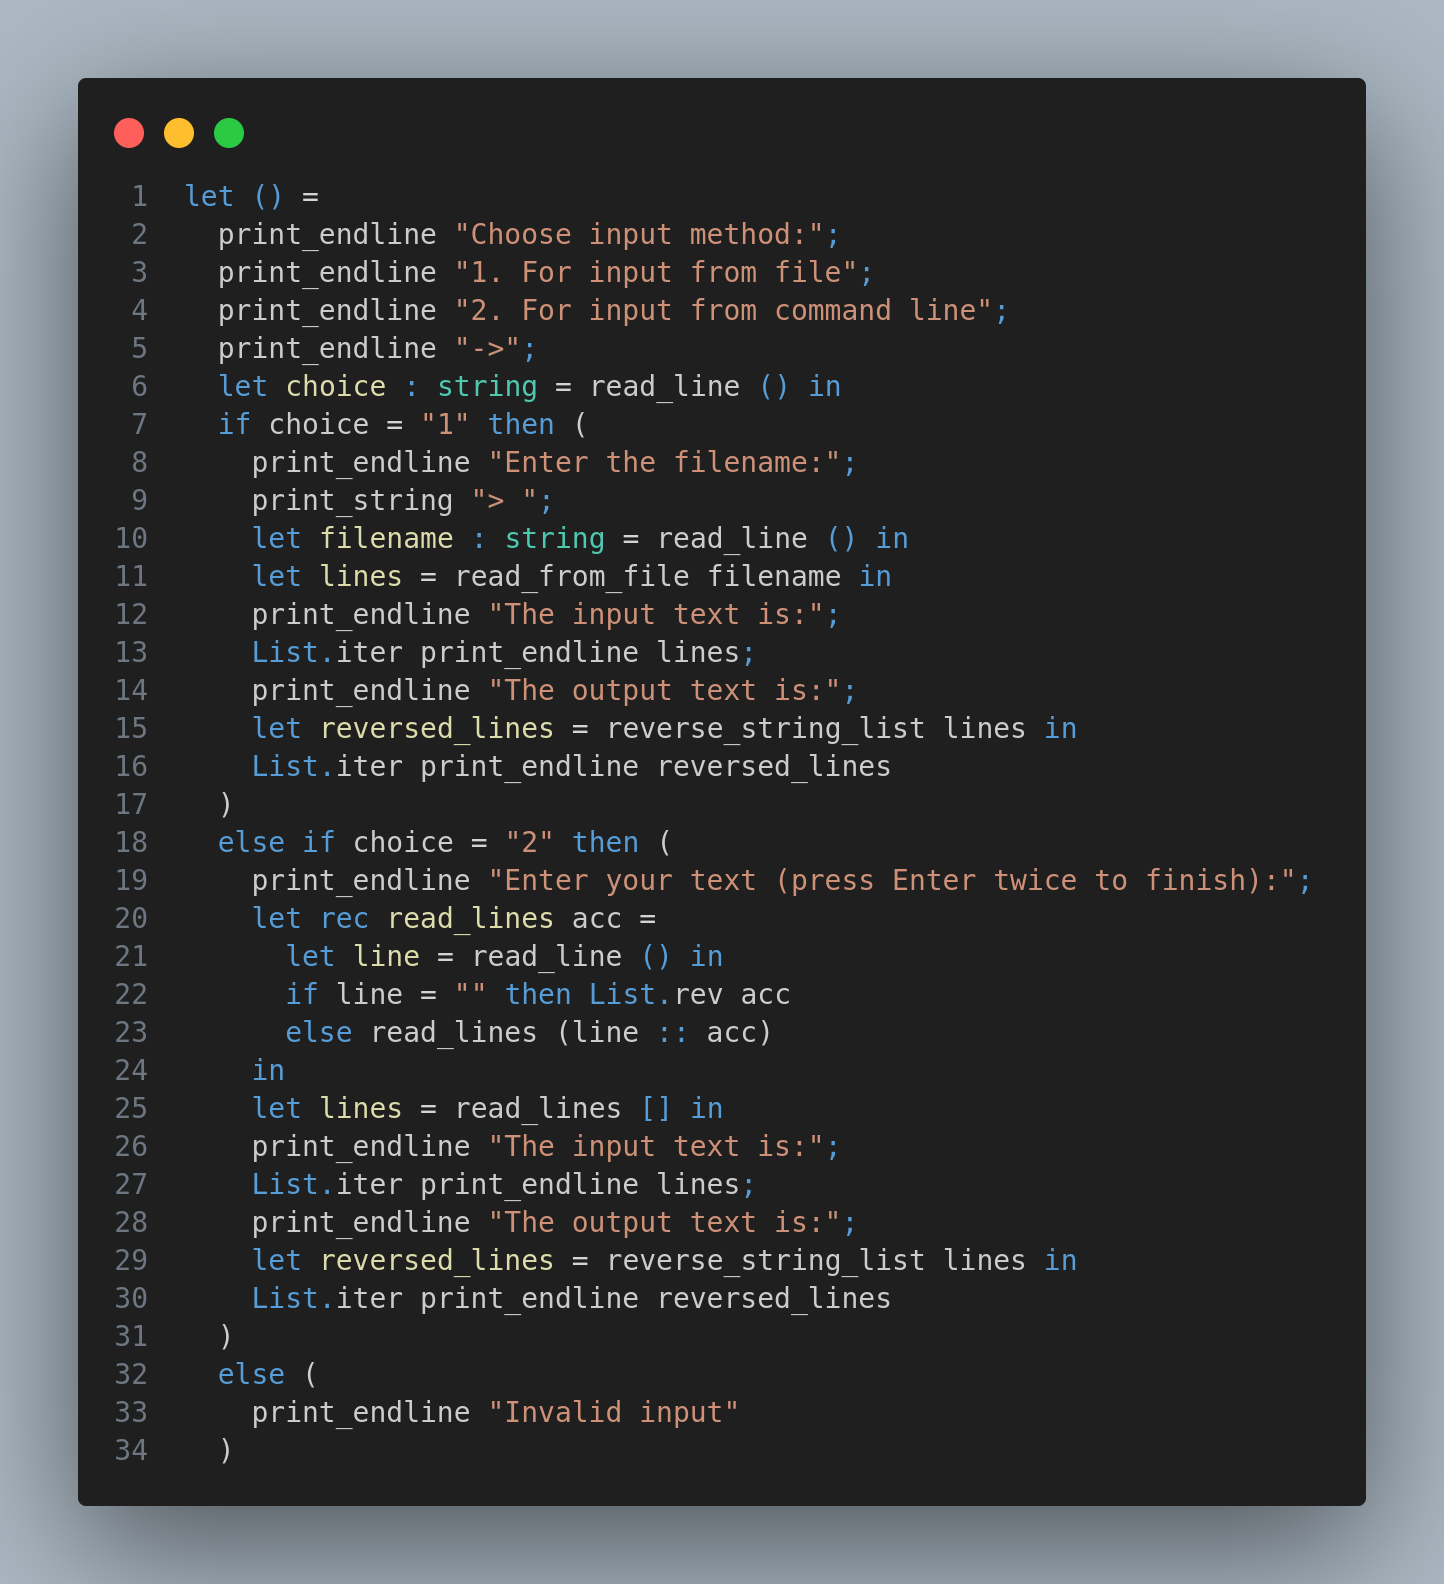 1 let () =
2   print_endline "Choose input method:";
3   print_endline "1. For input from file";
4   print_endline "2. For input from command line";
5   print_endline "->";
6   let choice : string = read_line () in
7   if choice = "1" then (
8     print_endline "Enter the filename:";
9     print_string "> ";
10     let filename : string = read_line () in
11     let lines = read_from_file filename in
12     print_endline "The input text is:";
13     List.iter print_endline lines;
14     print_endline "The output text is:";
15     let reversed_lines = reverse_string_list lines in
16     List.iter print_endline reversed_lines
17   )
18   else if choice = "2" then (
19     print_endline "Enter your text (press Enter twice to finish):";
20     let rec read_lines acc =
21       let line = read_line () in
22       if line = "" then List.rev acc
23       else read_lines (line :: acc)
24     in
25     let lines = read_lines [] in
26     print_endline "The input text is:";
27     List.iter print_endline lines;
28     print_endline "The output text is:";
29     let reversed_lines = reverse_string_list lines in
30     List.iter print_endline reversed_lines
31   )
32   else (
33     print_endline "Invalid input"
34   )